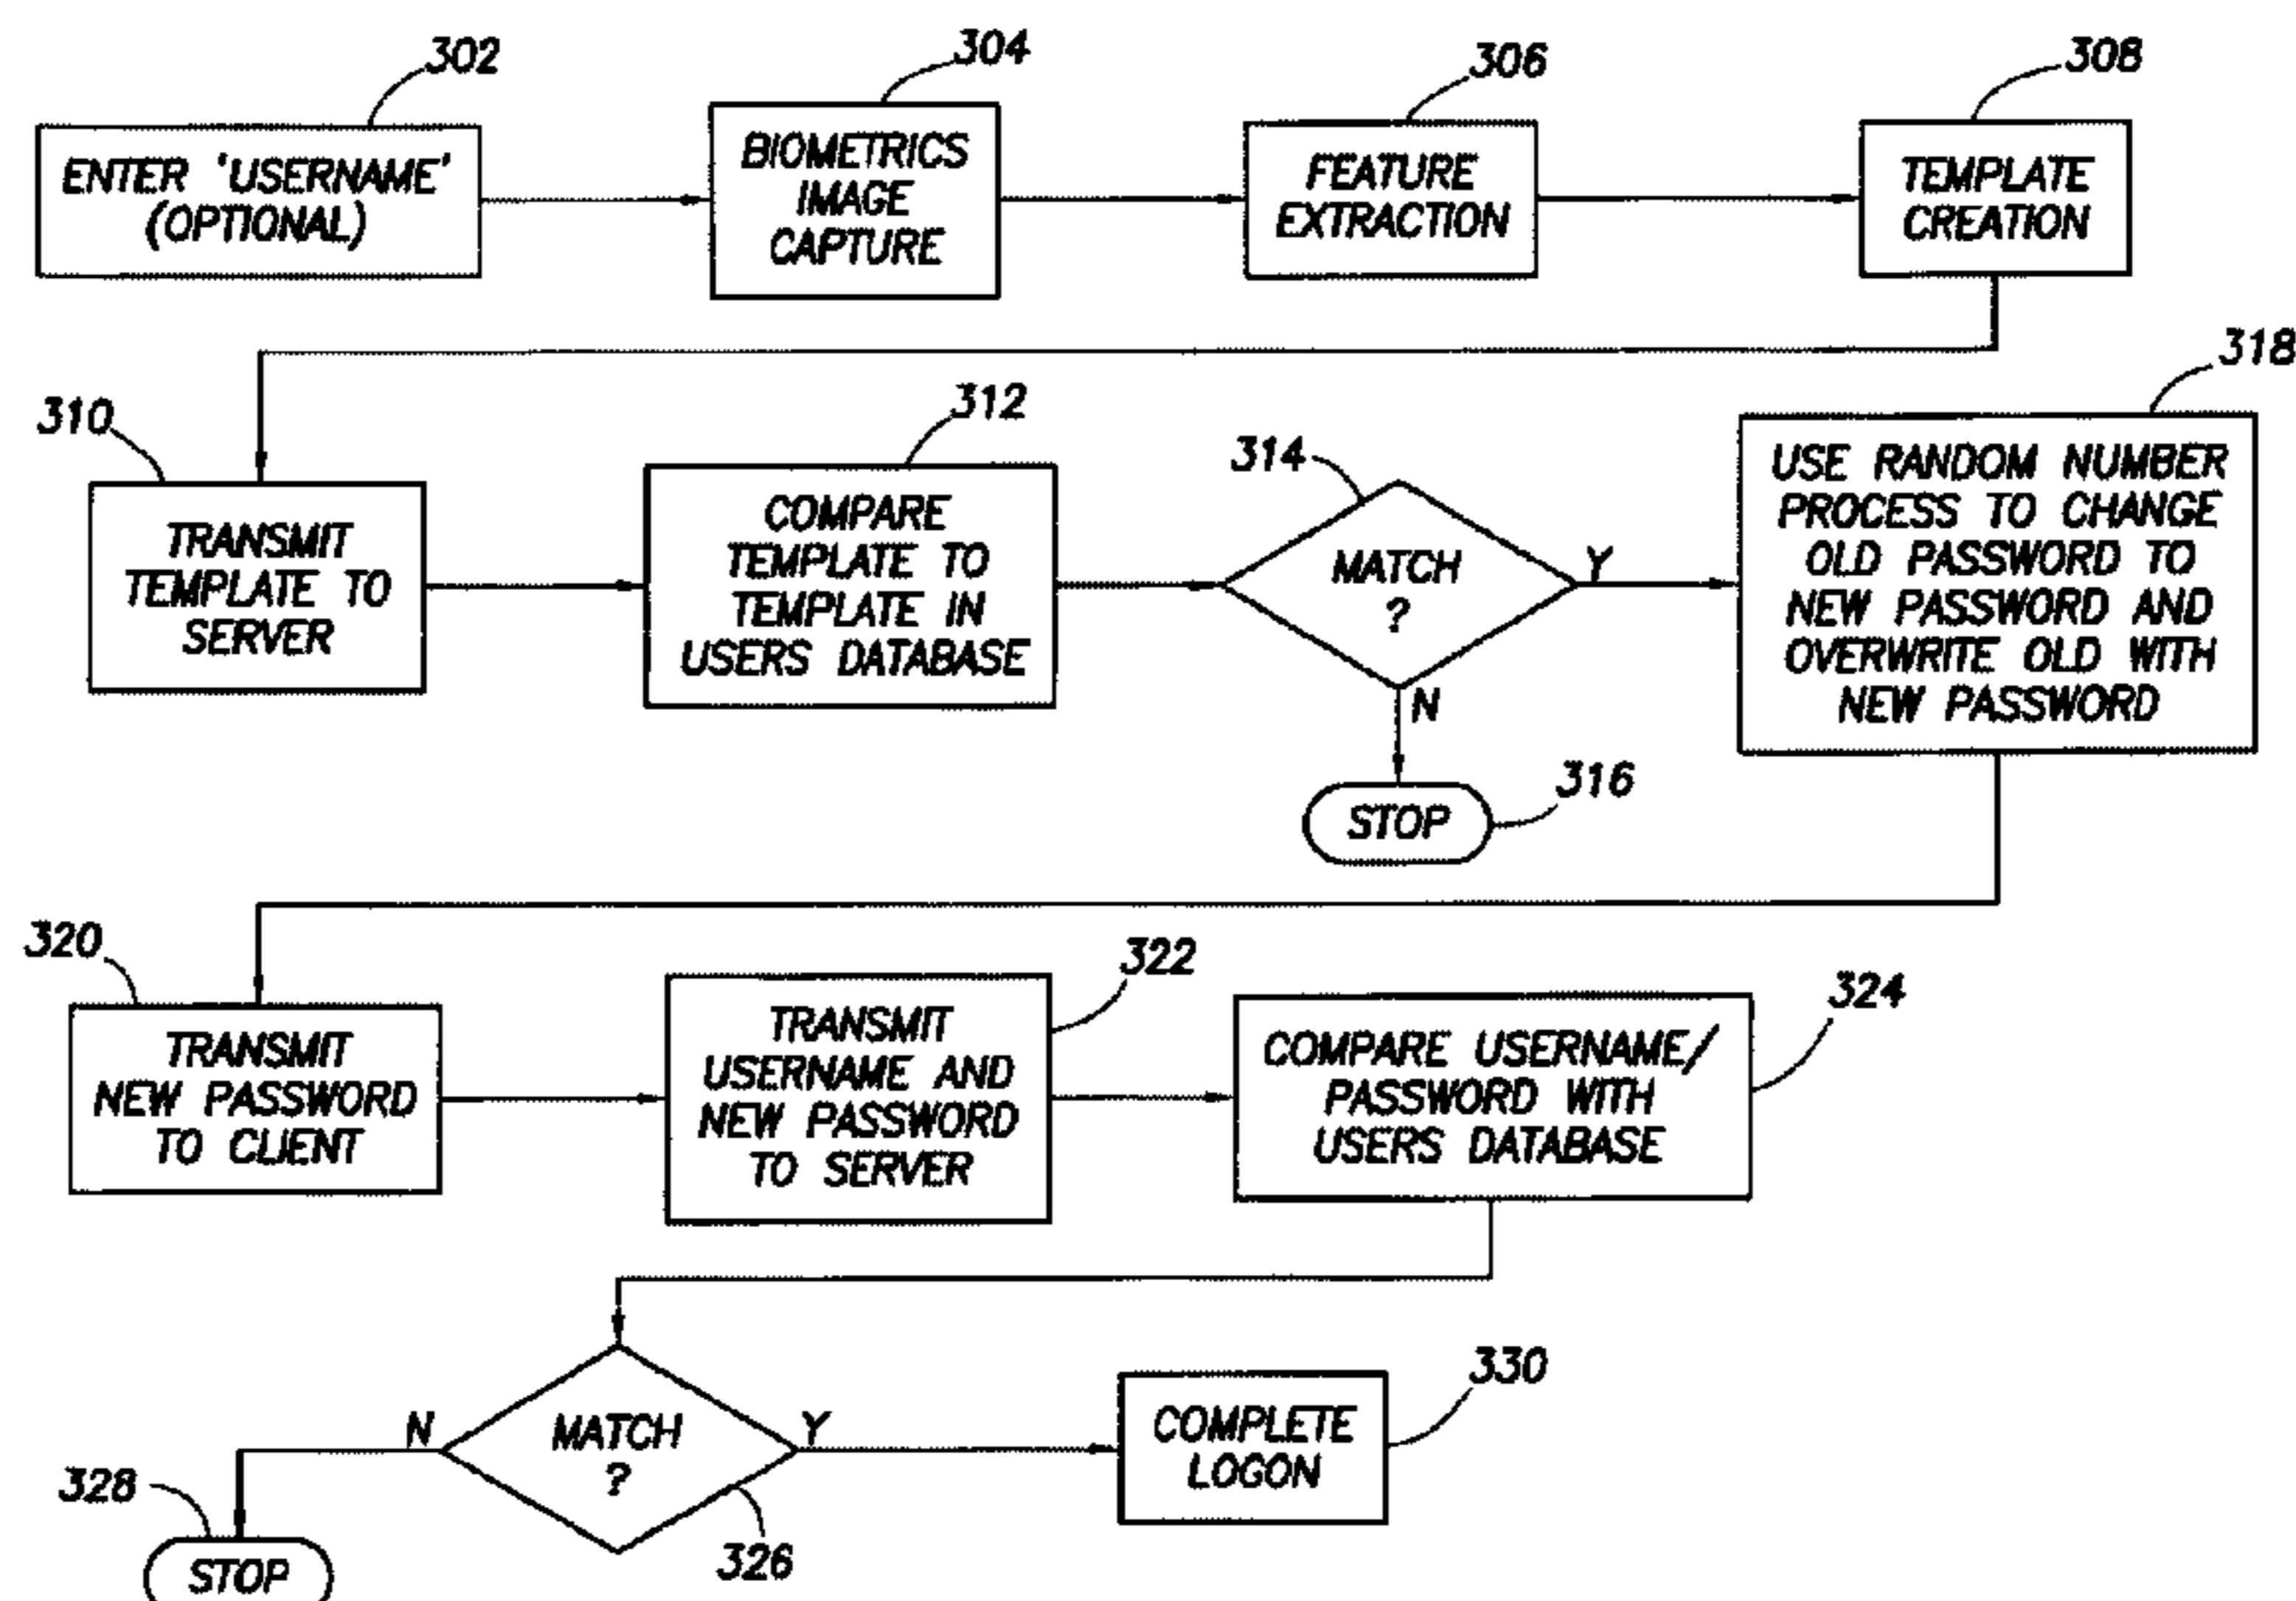 302
304
306
308
ENTER 'USERNAME'
(OPTIONAL)
BIOMETRICS
IMAGE
CAPTURE
FEATURE
EXTRACTION
TEMPLATE
CREATION
310
312
314
318
TRANSMIT
TEMPLATE TO
SERVER
COMPARE
TEMPLATE TO
TEMPLATE IN
USERS DATABASE
MATCH
?
Y
N
USE RANDOM NUMBER
PROCESS TO CHANGE
OLD PASSWORD TO
NEW PASSWORD AND
OVERWRITE OLD WITH
NEW PASSWORD
STOP
316
320
322
324
TRANSMIT
NEW PASSWORD
TO CLIENT
TRANSMIT
USERNAME AND
NEW PASSWORD
TO SERVER
COMPARE USERNAME/
PASSWORD WITH
USERS DATABASE
N
MATCH
?
Y
326
COMPLETE
LOGON
330
328
STOP